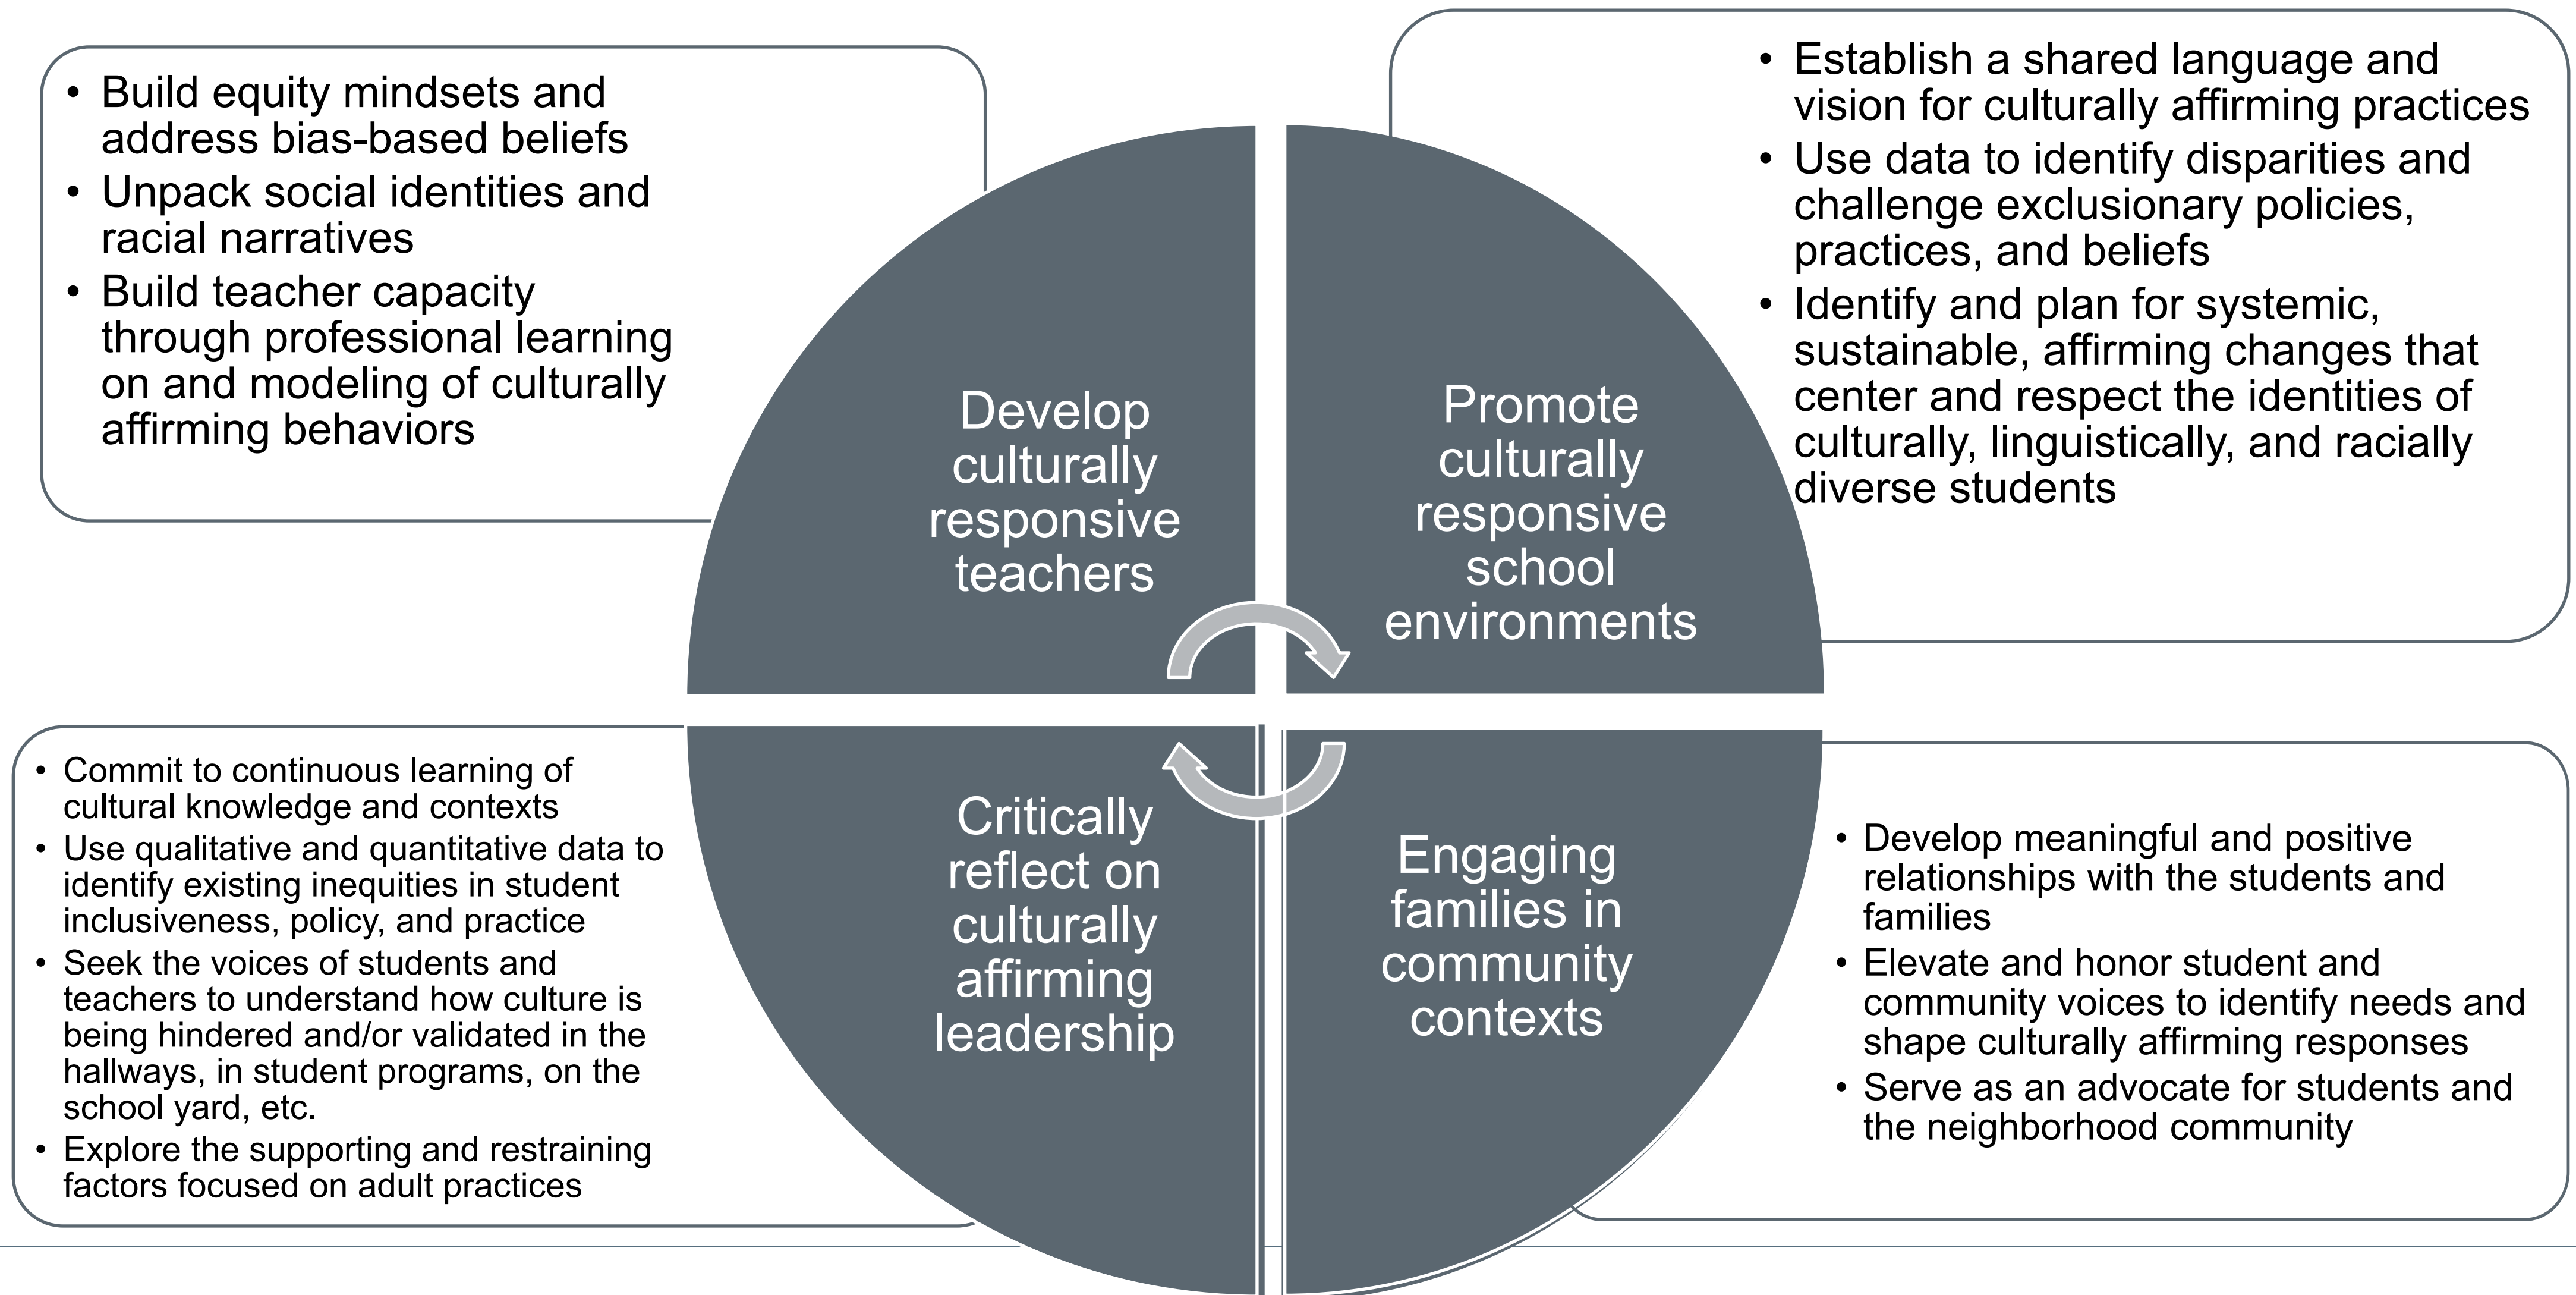 • Build equity mindsets and
address bias-based beliefs
• Unpack social identities and
racial narratives
• Build teacher capacity
through professional learning
on and modeling of culturally
affirming behaviors
Develop
culturally
responsive
teachers
• Establish a shared language and
vision for culturally affirming practices
• Use data to identify disparities and
challenge exclusionary policies,
practices, and beliefs
• Identify and plan for systemic,
sustainable, affirming changes that
center and respect the identities of
culturally, linguistically, and racially
diverse students
Promote
culturally
responsive
school
environments
• Commit to continuous learning of
cultural knowledge and contexts
• Use qualitative and quantitative data to
identify existing inequities in student
inclusiveness, policy, and practice
• Seek the voices of students and
teachers to understand how culture is
being hindered and/or validated in the
hallways, in student programs, on the
school yard, etc.
• Explore the supporting and restraining
factors focused on adult practices
Critically
reflect on
culturally
affirming
leadership
Engaging
families in
community
contexts
• Develop meaningful and positive
relationships with the students and
families
• Elevate and honor student and
community voices to identify needs and
shape culturally affirming responses
• Serve as an advocate for students and
the neighborhood community